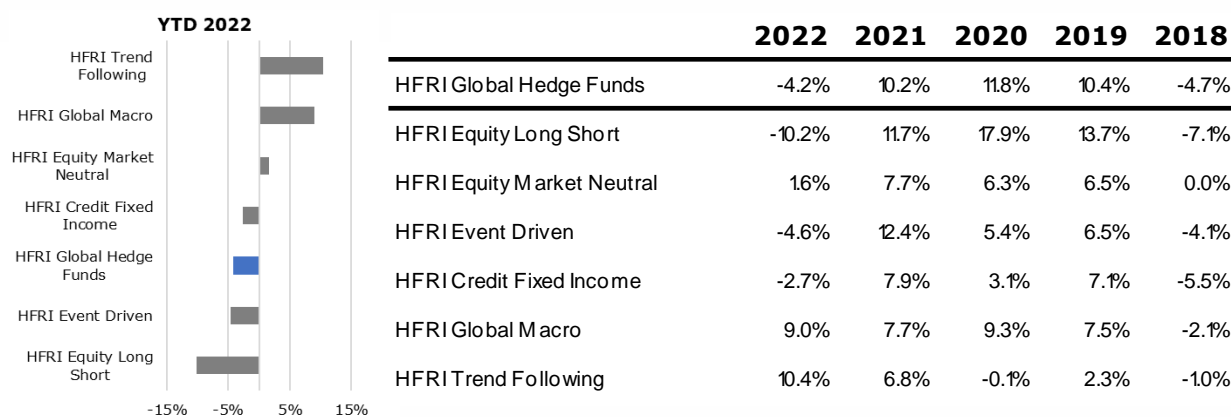 YTD 2022
HFRI Trend
Following
HFRI Global Macro
HFRI Equity Market
Neutral
HFRI Credit Fixed
Income
HFRI Global Hedge
Funds
HFRI Event Driven
HFRI Equity Long
Short
-15% -5% 5% 15%
2022 2021 2020 2019 2018
HFRI Global Hedge Funds -4.2% 10.2% 11.8% 10.4% -4.7%
HFRI Equity Long Short -10.2% 11.7% 17.9% 13.7% -7.1%
HFRI Equity Market Neutral 1.6% 7.7% 6.3% 6.5% 0.0%
HFRI Event Driven -4.6% 12.4% 5.4% 6.5% -4.1%
HFRI Credit Fixed Income -2.7% 7.9% 3.1% 7.1% -5.5%
HFRI Global Macro 9.0% 7.7% 9.3% 7.5% -2.1%
HFRI Trend Following 10.4% 6.8% -0.1% 2.3% -1.0%